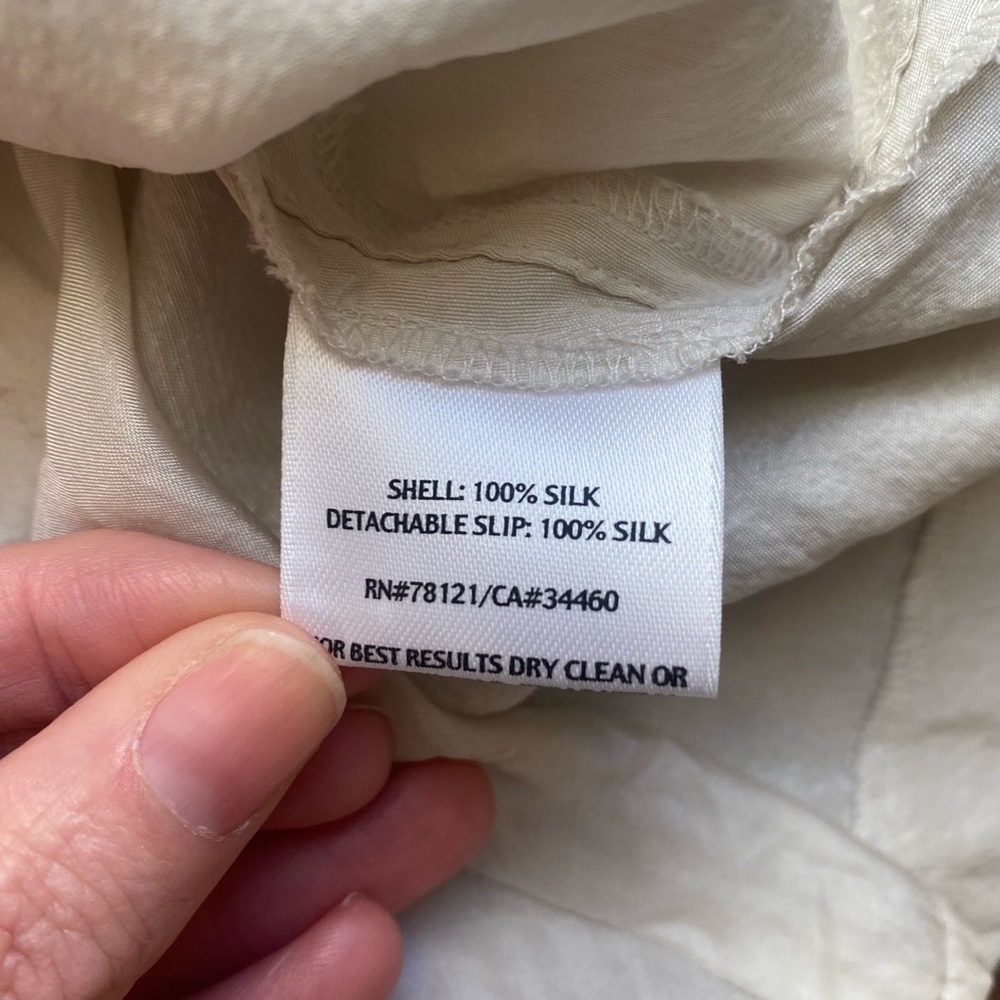 SHELL: 100% SILK
DETACHABLE SLIP: 100% SILK
RN#78121/CA#34460
OR BEST RESULTS DRY CLEAN OR